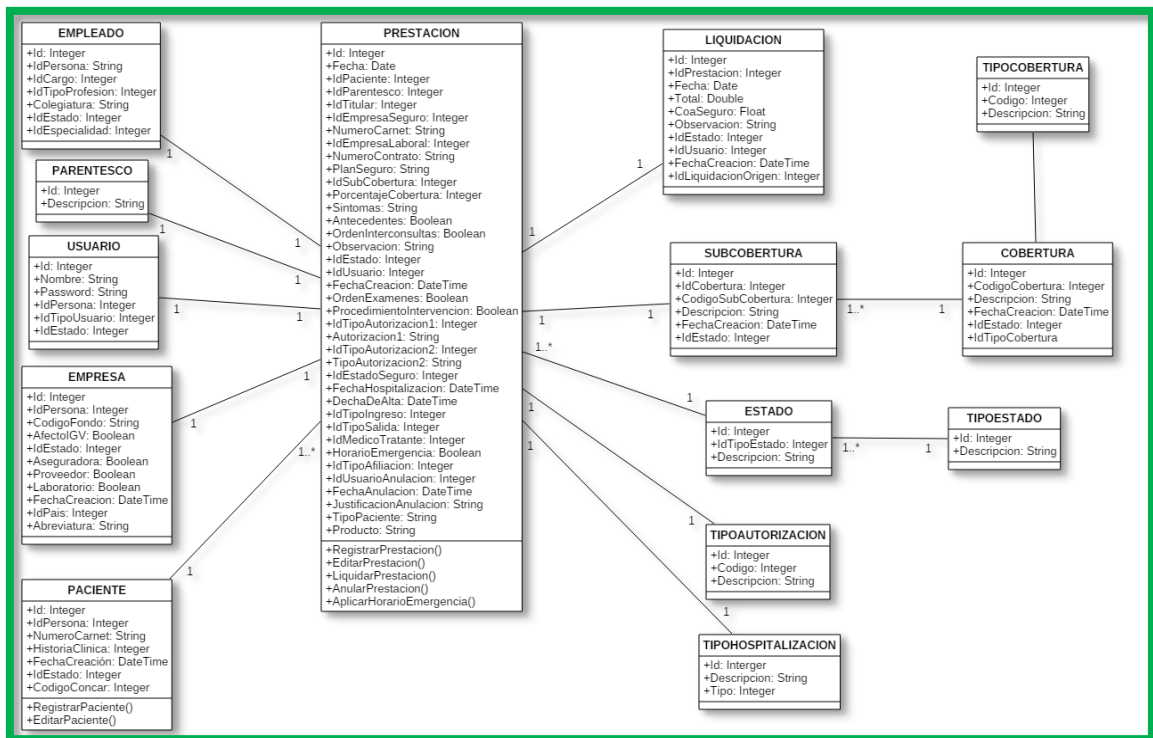 EMPLEADO
+Id: Integer
+IdPersona: String
+IdCargo: Integer
+IdTipoProfesion: Integer
+Colegiatura: String
+IdEstado: Integer
+IdEspecialidad: Integer
1
1
PARENTESCO
+Id: Integer
+Descripcion: String
1
1
USUARIO
+Id: Integer
+Nombre: String
+Password: String
+IdPersona: Integer
+IdTipoUsuario: Integer
+IdEstado: Integer
1
1
EMPRESA
+Id: Integer
+IdPersona: Integer
+CodigoFondo: String
+AfectoIGV: Boolean
+IdEstado: Integer
+Aseguradora: Boolean
+Proveedor: Boolean
+Laboratorio: Boolean
+FechaCreacion: DateTime
+IdPais: Integer
+Abreviatura: String
1
1
PACIENTE
+Id: Integer
+IdPersona: Integer
+NumeroCarnet: String
+HistoriaClinica: Integer
+FechaCreación: DateTime
+IdEstado: Integer
+CodigoConcar: Integer
+RegistrarPaciente()
+EditarPaciente()
1
1..*
PRESTACION
+Id: Integer
+Fecha: Date
+IdPaciente: Integer
+IdParentesco: Integer
+IdTitular: Integer
+IdEmpresaSeguro: Integer
+NumeroCarnet: String
+IdEmpresaLaboral: Integer
+NumeroContrato: String
+PlanSeguro: String
+IdSubCobertura: Integer
+PorcentajeCobertura: Integer
+Sintomas: String
+Antecedentes: Boolean
+OrdenInterconsultas: Boolean
+Observacion: String
+IdEstado: Integer
+IdUsuario: Integer
+FechaCreacion: DateTime
+OrdenExamenes: Boolean
+ProcedimientoIntervencion: Boolean
+IdTipoAutorizacion1: Integer
+Autorizacion1: String
+IdTipoAutorizacion2: Integer
+TipoAutorizacion2: String
+IdEstadoSeguro: Integer
+FechaHospitalizacion: DateTime
+DechaDeAlta: DateTime
+IdTipoIngreso: Integer
+IdTipoSalida: Integer
+IdMedicoTratante: Integer
+HorarioEmergencia: Boolean
+IdTipoAfiliacion: Integer
+IdUsuarioAnulacion: Integer
+FechaAnulacion: DateTime
+JustificacionAnulacion: String
+TipoPaciente: String
+Producto: String
+RegistrarPrestacion()
+EditarPrestacion()
+LiquidarPrestacion()
+AnularPrestacion()
+AplicarHorarioEmergencia()
LIQUIDACION
+Id: Integer
+IdPrestacion: Integer
+Fecha: Date
+Total: Double
+CoaSeguro: Float
+Observacion: String
+IdEstado: Integer
+IdUsuario: Integer
+FechaCreacion: DateTime
+IdLiquidacionOrigen: Integer
1
1
TIPOCOBERTURA
+Id: Integer
+Codigo: Integer
+Descripcion: String
SUBCOBERTURA
+Id: Integer
+IdCobertura: Integer
+CodigoSubCobertura: Integer
+Descripcion: String
+FechaCreacion: DateTime
+IdEstado: Integer
1
1
1..*
1
COBERTURA
+Id: Integer
+CodigoCobertura: Integer
+Descripcion: String
+FechaCreacion: DateTime
+IdEstado: Integer
+IdTipoCobertura
1..*
1
ESTADO
+Id: Integer
+IdTipoEstado: Integer
+Descripcion: String
1..*
1
TIPOESTADO
+Id: Integer
+Descripcion: String
1
1
TIPOAUTORIZACION
+Id: Integer
+Codigo: Integer
+Descripcion: String
1
1
TIPOHOSPITALIZACION
+Id: Interger
+Descripcion: String
+Tipo: Integer